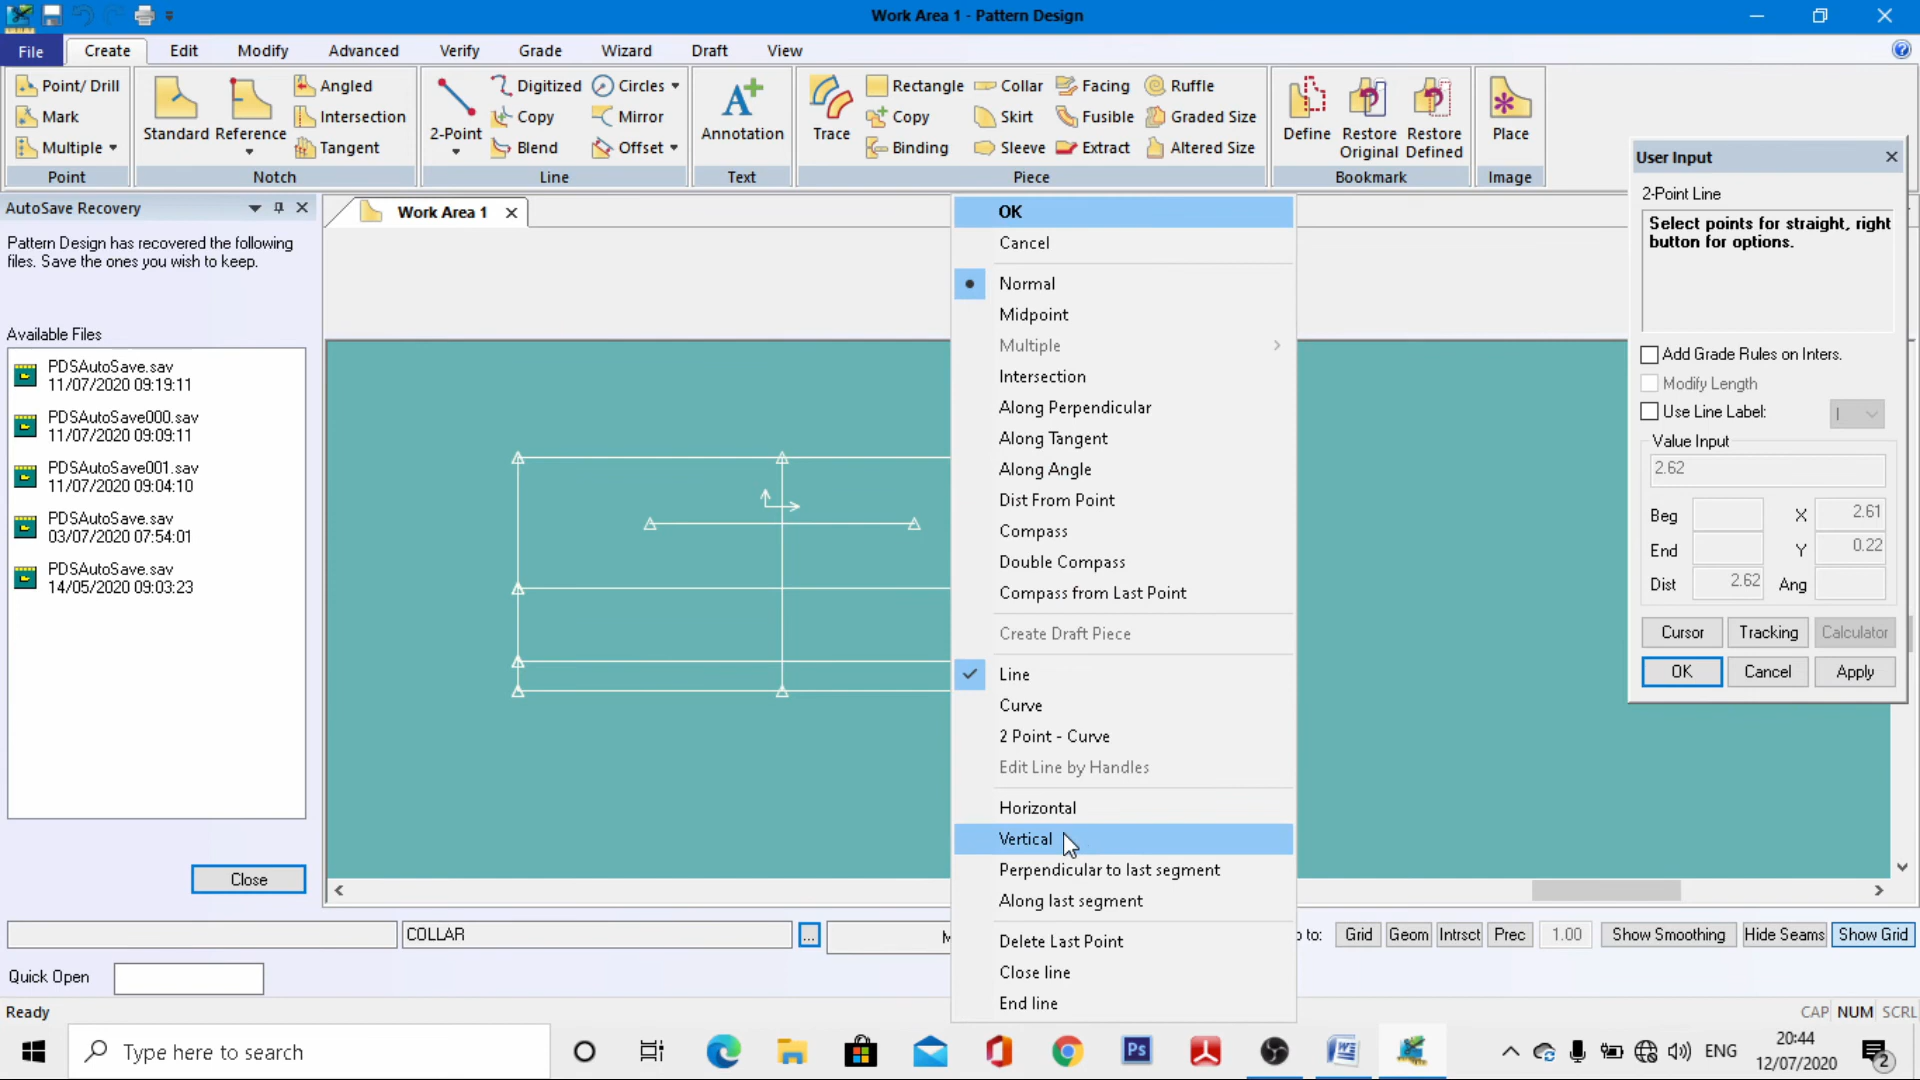 Work Area 1 - Pattern Design
File
Create
Edit
Modify
Advanced
Verify
Grade
Wizard
Draft
View
Point/ Drill
Mark
Multiple
Point
Standard
Reference
Angled
Intersection
Tangent
Notch
2-Point
Digitized
Copy
Blend
Circles
Mirror
Offset
Line
Annotation
Text
Trace
Rectangle
Copy
Binding
Collar
Skirt
Sleeve
Facing
Fusible
Extract
Ruffle
Graded Size
Altered Size
Piece
Define
Restore Original
Restore Defined
Bookmark
Place
Image
AutoSave Recovery
Pattern Design has recovered the following
files. Save the ones you wish to keep.
Available Files
PDSAutoSave.sav
11/07/2020 09:19:11
PDSAutoSave000.sav
11/07/2020 09:09:11
PDSAutoSave001.sav
11/07/2020 09:04:10
PDSAutoSave.sav
03/07/2020 07:54:01
PDSAutoSave.sav
14/05/2020 09:03:23
Close
Work Area 1
OK
Cancel
Normal
Midpoint
Multiple
Intersection
Along Perpendicular
Along Tangent
Along Angle
Dist From Point
Compass
Double Compass
Compass from Last Point
Create Draft Piece
Line
Curve
2 Point - Curve
Edit Line by Handles
Horizontal
Vertical
Perpendicular to last segment
Along last segment
Delete Last Point
Close line
End line
User Input
2-Point Line
Select points for straight, right
button for options.
Add Grade Rules on Inters.
Modify Length
Use Line Label:
Value Input
2.62
Beg
X 2.61
End
Y 0.22
Dist 2.62
Ang
Cursor
Tracking
Calculator
OK
Cancel
Apply
COLLAR
...
to:
Grid
Geom
Intrsct
Prec
1.00
Show Smoothing
Hide Seams
Show Grid
Quick Open
Ready
CAP NUM SCRL
Type here to search
Ps
ENG
20:44
12/07/2020
2